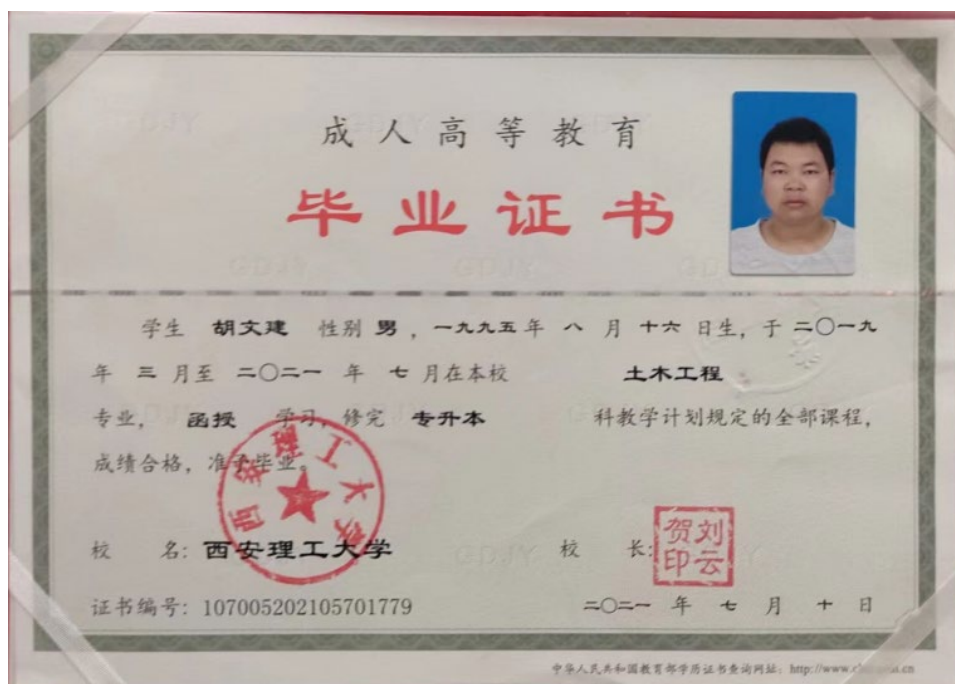 成人高等教育
毕业证书
学生 胡文建 性别 男，一九九五年 八 月 十六 日生，于 二〇一九
年 三 月至 二〇二一 年 七 月在本校 土木工程
专业， 函授 学习，修完 专升本 科教学计划规定的全部课程，
成绩合格，准予毕业。
西安理工大学
校 名：西安理工大学 校 长：
刘云贺印
证书编号：107005202105701779 二〇二一 年 七 月 十 日
中华人民共和国教育部学历证书查询网址：http://www.